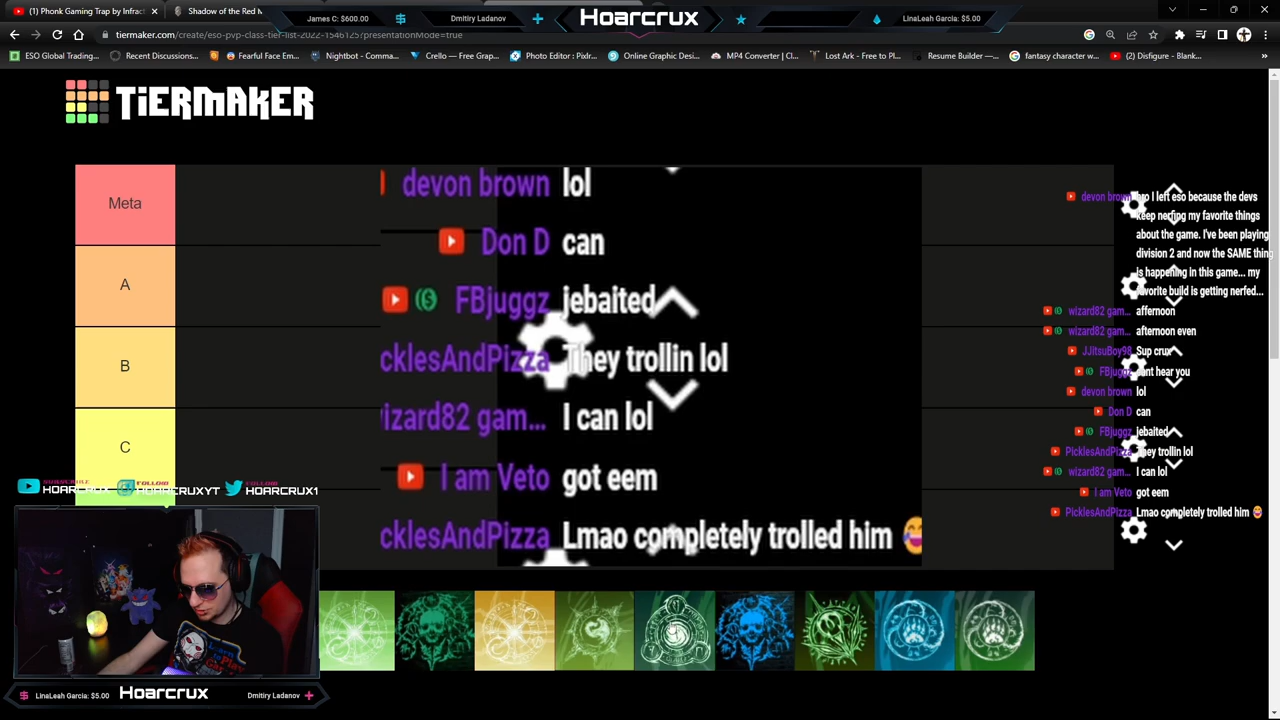 (1) Phonk Gaming Trap by Infract
Shadow of the Red M
James C: $600.00
Dmitiry Ladanov
Hoarcrux
LinaLeah Garcia: $5.00
tiermaker.com/create/eso-pvp-class-tier-list-2022-1546125?presentationMode=true
ESO Global Trading...
Recent Discussions...
Fearful Face Em...
Nightbot - Comma...
Crello — Free Grap...
Photo Editor : Pixlr...
Online Graphic Desi...
MP4 Converter | Cl...
Lost Ark - Free to Pl...
Resume Builder —...
fantasy character w...
(2) Disfigure - Blank...
TiERMAKER
Meta
A
B
C
devon brown lol
Don D can
FBjuggz jebaited
cklesAndPizza They trollin lol
wizard82 gam... I can lol
I am Veto got eem
cklesAndPizza Lmao completely trolled him 😂
devon brown bro I left eso because the devs
keep nerfing my favorite things
about the game. I've been playing
division 2 and now the SAME thing
is happening in this game... my
favorite build is getting nerfed...
wizard82 gam... afternoon
wizard82 gam... afternoon even
JJitsuBoy98 Sup crux
FBjuggz cant hear you
devon brown lol
Don D can
FBjuggz jebaited
PicklesAndPizza They trollin lol
wizard82 gam... I can lol
I am Veto got eem
PicklesAndPizza Lmao completely trolled him 😂
SUBSCRIBE
HOARCRUX
FOLLOW
HOARCRUXYT
FOLLOW
HOARCRUX1
LinaLeah Garcia: $5.00
Hoarcrux
Dmitiry Ladanov